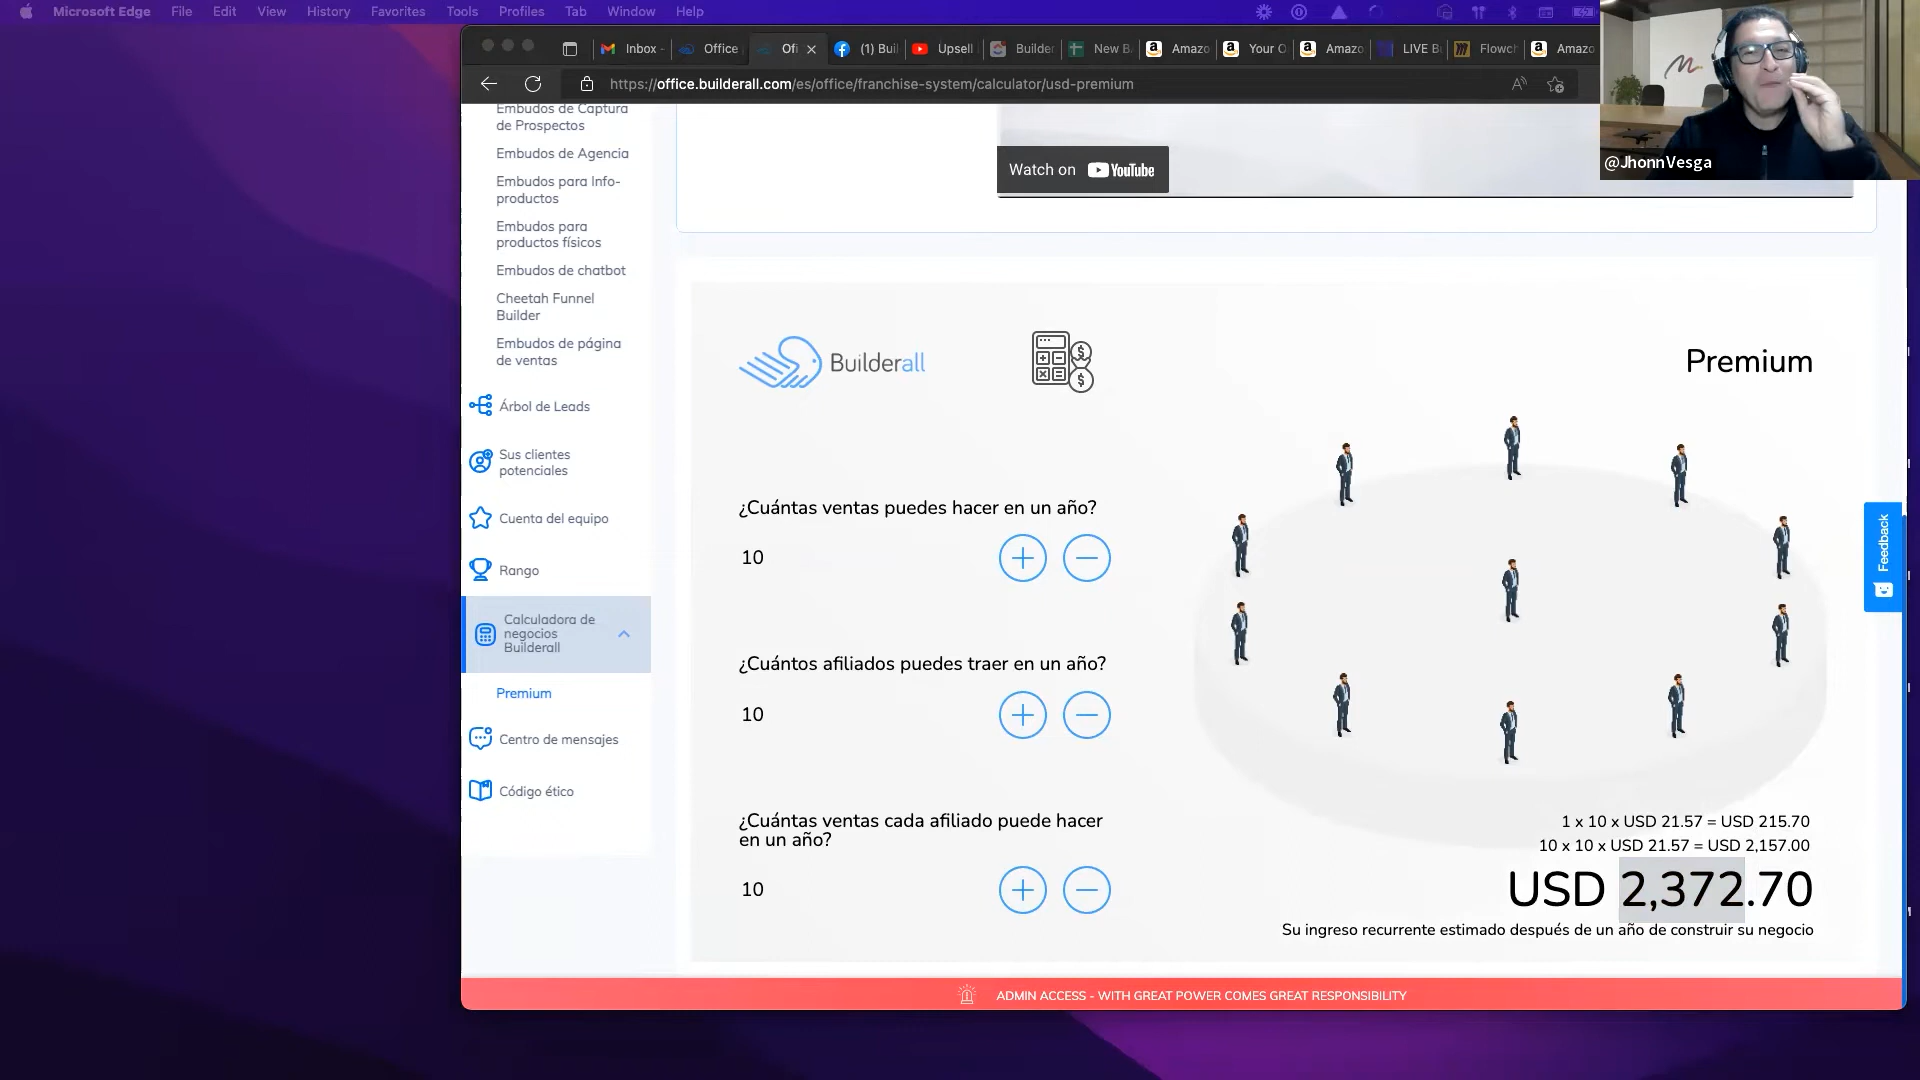 Microsoft Edge File Edit View History Favorites Tools Profiles Tab Window Help
Inbox - Office Ofi (1) Buil Upsell Builder New B Amazo Your O Amazo LIVE B Flowch Amazo
https://office.builderall.com/es/office/franchise-system/calculator/usd-premium
@JhonnVesga
Embudos de Captura
de Prospectos
Embudos de Agencia
Embudos para Info-
productos
Embudos para
productos físicos
Embudos de chatbot
Cheetah Funnel
Builder
Embudos de página
de ventas
Árbol de Leads
Sus clientes
potenciales
Cuenta del equipo
Rango
Calculadora de
negocios
Builderall
Premium
Centro de mensajes
Código ético
Watch on YouTube
Builderall
Premium
¿Cuántas ventas puedes hacer en un año?
10
¿Cuántos afiliados puedes traer en un año?
10
¿Cuántas ventas cada afiliado puede hacer
en un año?
10
1 x 10 x USD 21.57 = USD 215.70
10 x 10 x USD 21.57 = USD 2,157.00
USD 2,372.70
Su ingreso recurrente estimado después de un año de construir su negocio
Feedback
ADMIN ACCESS - WITH GREAT POWER COMES GREAT RESPONSIBILITY